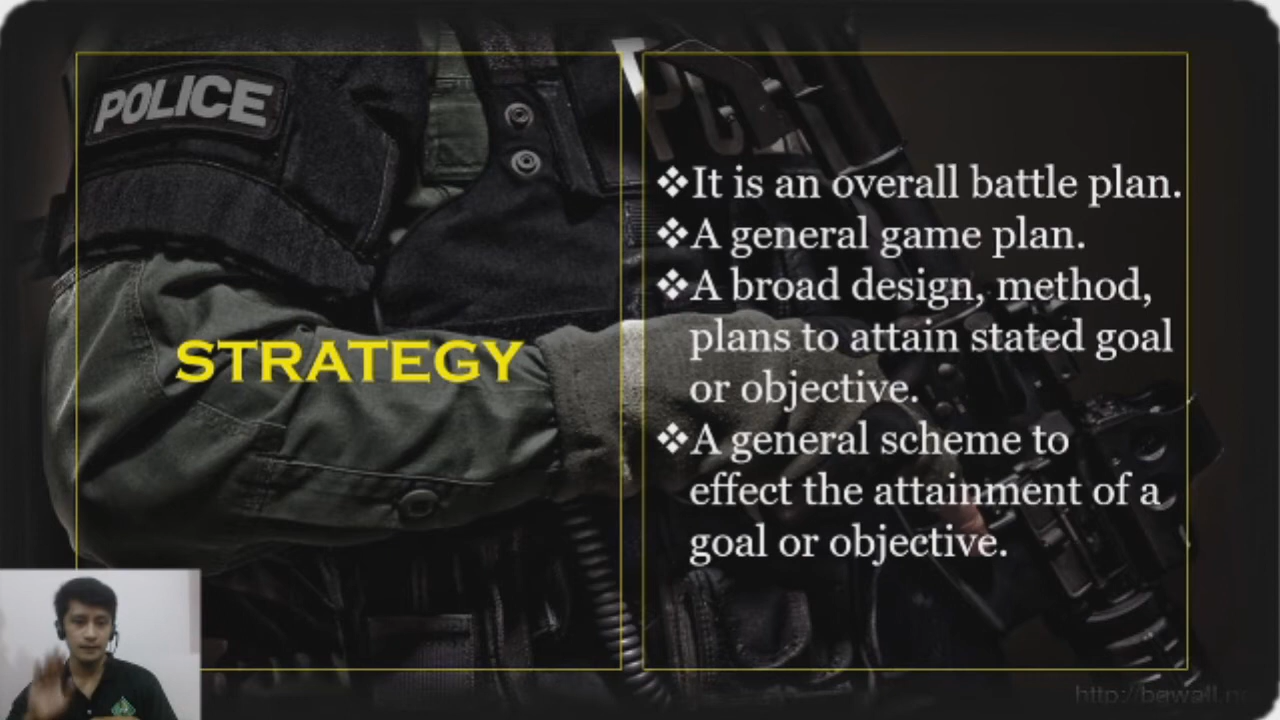 POLICE
STRATEGY
❖It is an overall battle plan.
❖A general game plan.
❖A broad design, method,
plans to attain stated goal
or objective.
❖A general scheme to
effect the attainment of a
goal or objective.